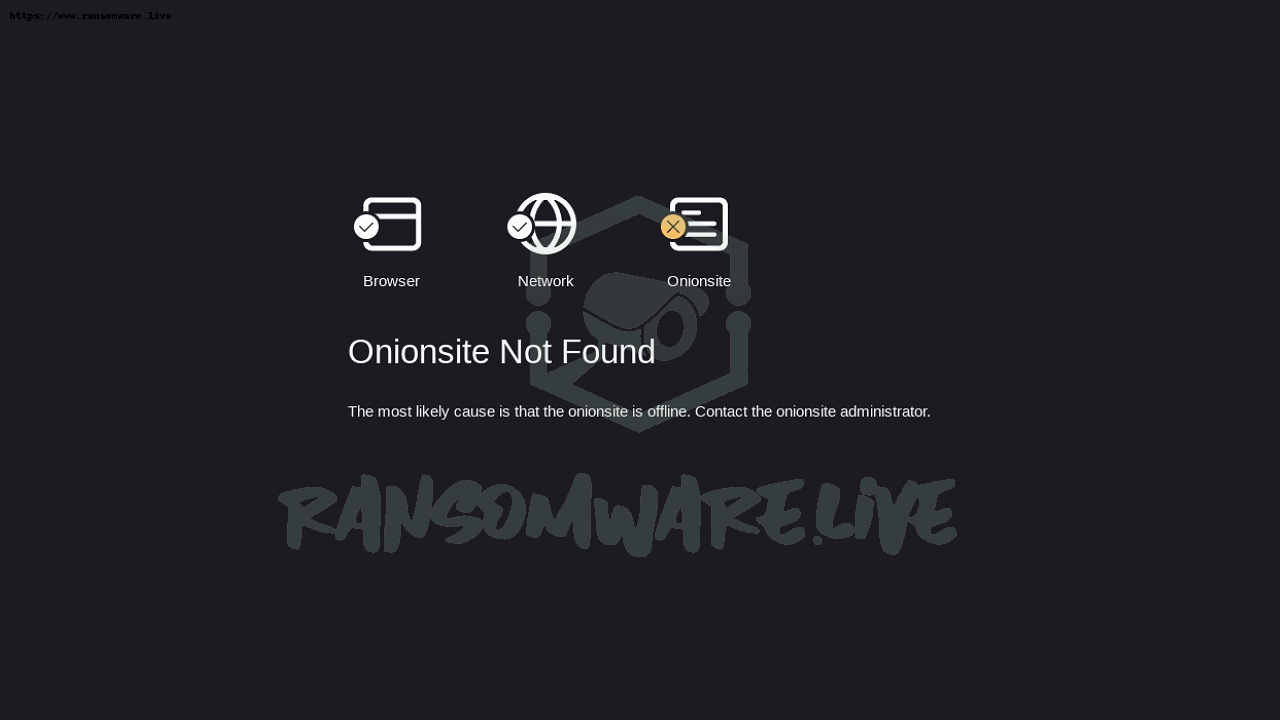 https://www.ransomware.live
Browser
Network
Onionsite
Onionsite Not Found
The most likely cause is that the onionsite is offline. Contact the onionsite administrator.
RANSOMWARE.LiVE